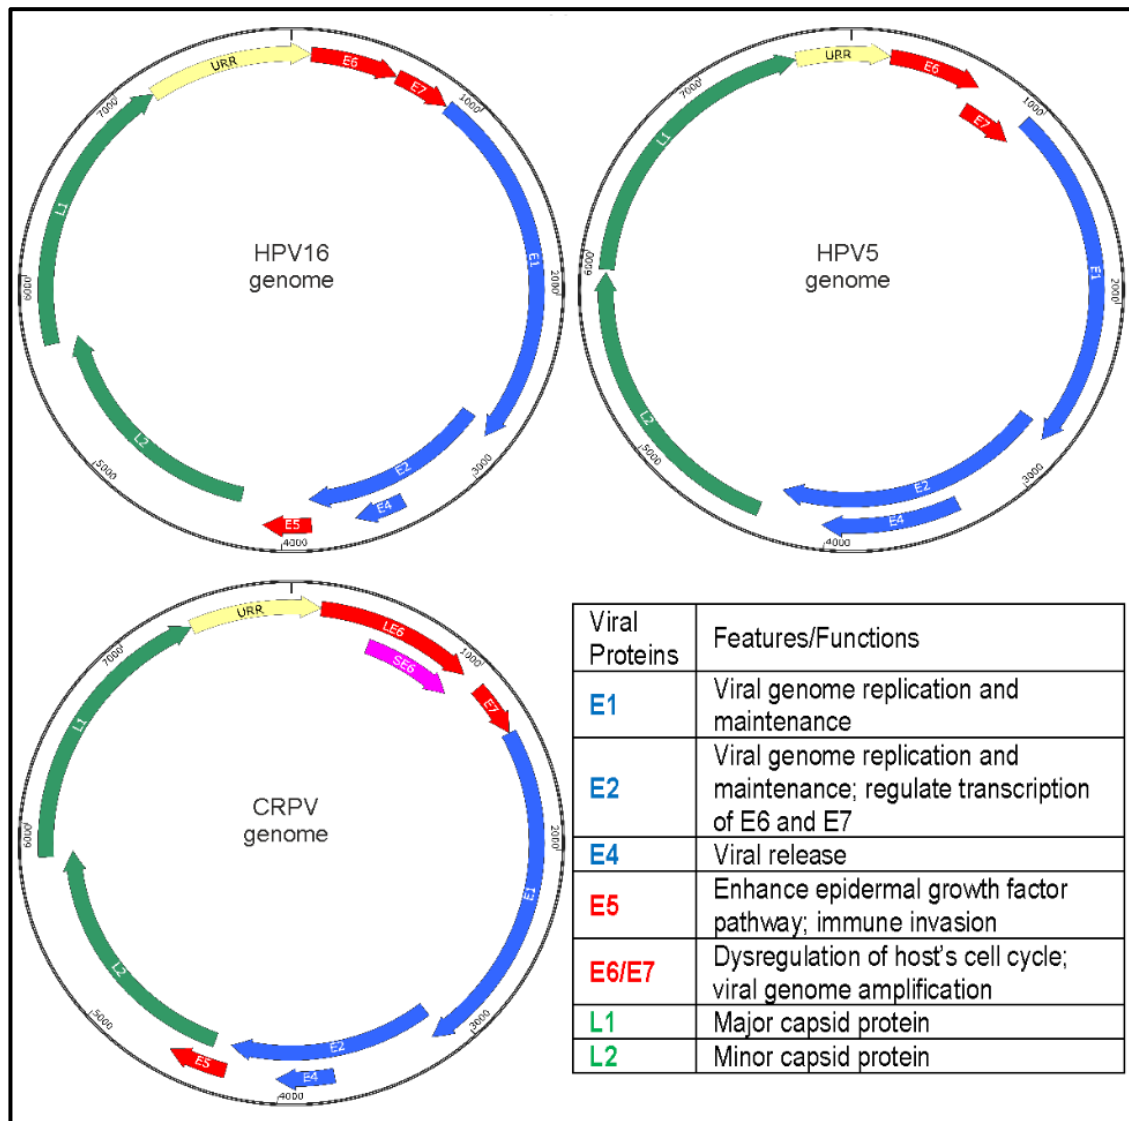 URR
E6
E7
1000
7000
L1
E1
HPV16
genome
2000
6000
L2
E2
5000
3000
E4
E5
4000
URR
E6
E7
1000
7000
L1
E1
HPV5
genome
2000
6000
L2
E2
5000
3000
E4
4000
URR
LE6
SE6
1000
E7
7000
L1
E1
CRPV
genome
2000
6000
L2
E2
5000
3000
E5
E4
4000
Viral
Proteins
Features/Functions
E1
Viral genome replication and
maintenance
E2
Viral genome replication and
maintenance; regulate transcription
of E6 and E7
E4
Viral release
E5
Enhance epidermal growth factor
pathway; immune invasion
E6/E7
Dysregulation of host's cell cycle;
viral genome amplification
L1
Major capsid protein
L2
Minor capsid protein